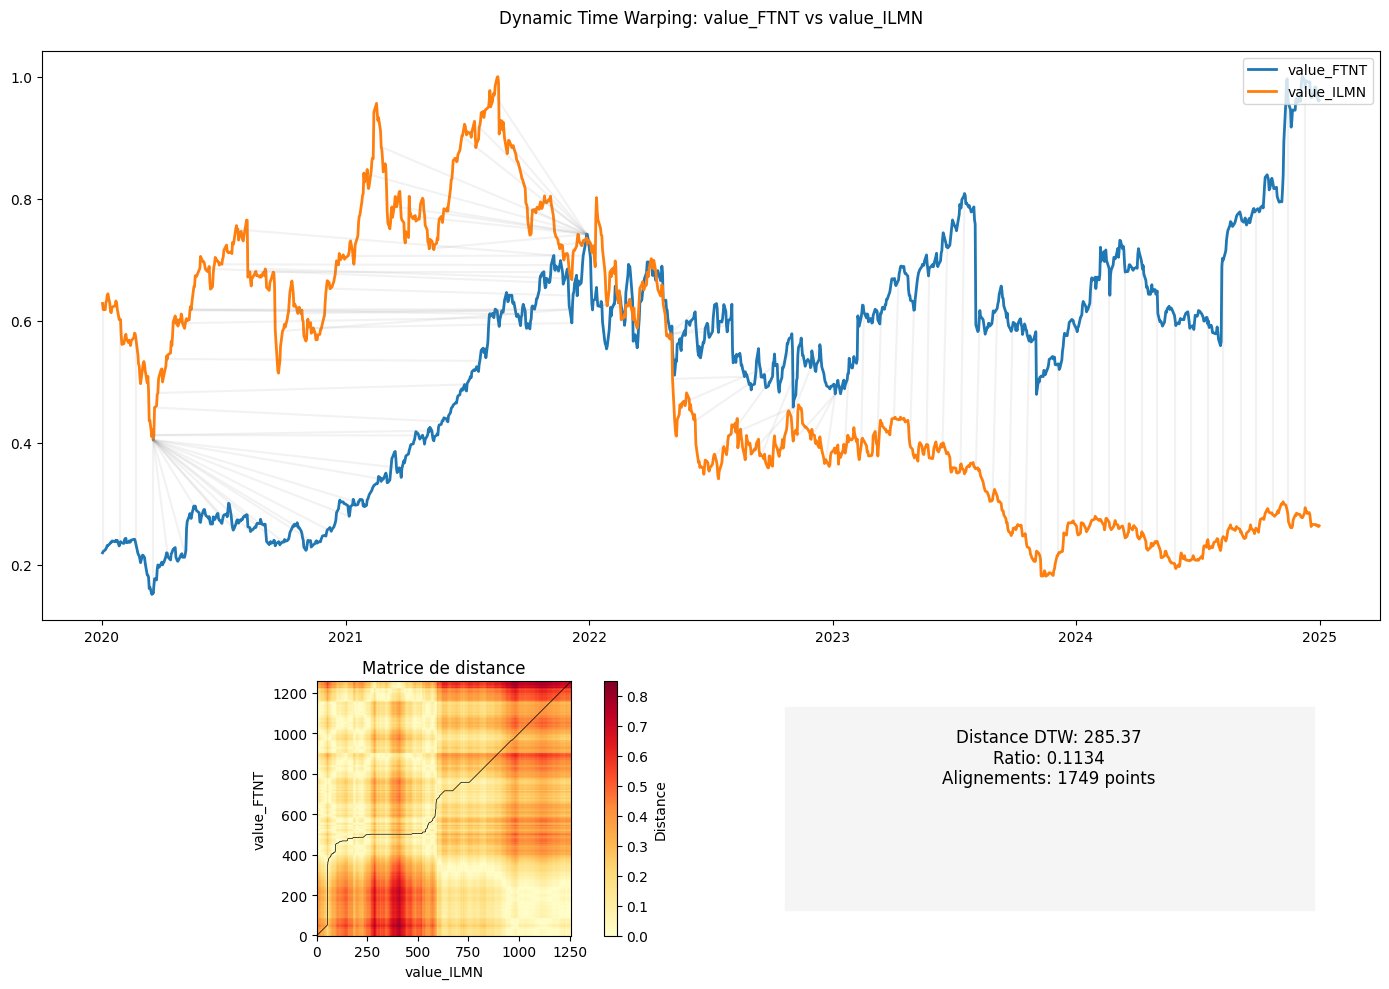 Dynamic Time Warping: value_FTNT vs value_ILMN
value_FTNT
value_ILMN
1.0
0.8
0.6
0.4
0.2
2020 2021 2022 2023 2024 2025
Matrice de distance
1200
1000
800
600
400
200
0
value_FTNT
0 250 500 750 1000 1250
value_ILMN
0.8
0.7
0.6
0.5
0.4
0.3
0.2
0.1
0.0
Distance
Distance DTW: 285.37
Ratio: 0.1134
Alignements: 1749 points